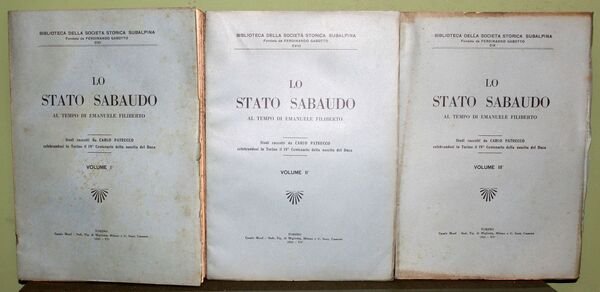 BIBLIOTECA DELLA SOCIETÀ STORICA SUBALPINA
Fondata da FERDINANDO GABOTTO
LO
STATO SABAUDO
AL TEMPO DI EMANUELE FILIBERTO
Studi raccolti da CARLO PATRUCCO
celebrandosi in Torino il IV° Centenario della nascita del Duca
VOLUME I°
TORINO
BIBLIOTECA DELLA SOCIETÀ STORICA SUBALPINA
Fondata da FERDINANDO GABOTTO
LO
STATO SABAUDO
AL TEMPO DI EMANUELE FILIBERTO
Studi raccolti da CARLO PATRUCCO
celebrandosi in Torino il IV° Centenario della nascita del Duca
VOLUME II°
TORINO
BIBLIOTECA DELLA SOCIETÀ STORICA SUBALPINA
Fondata da FERDINANDO GABOTTO
LO
STATO SABAUDO
AL TEMPO DI EMANUELE FILIBERTO
Studi raccolti da CARLO PATRUCCO
celebrandosi in Torino il IV° Centenario della nascita del Duca
VOLUME III°
TORINO